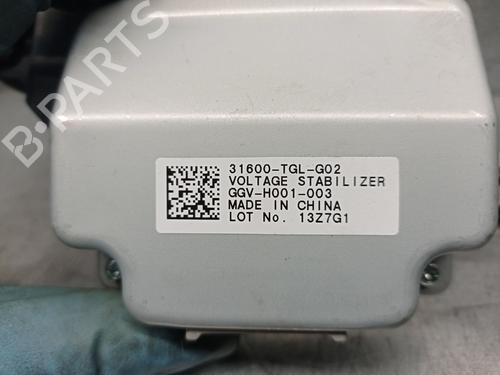 B-PARTS
31600-TGL-G02
VOLTAGE STABILIZER
GGV-H001-003
MADE IN CHINA
LOT No. 13Z7G1